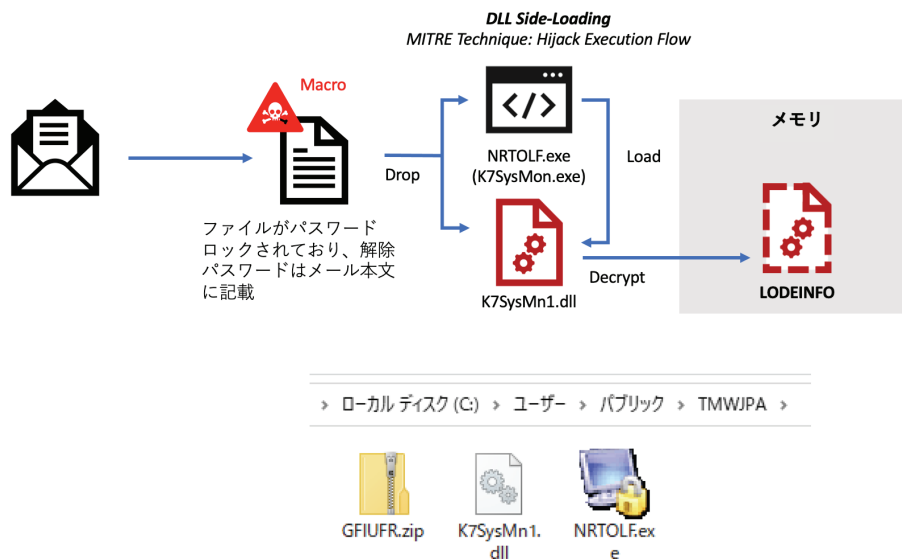 DLL Side-Loading
MITRE Technique: Hijack Execution Flow
Macro
メモリ
NRTOLF.exe
(K7SysMon.exe)
Drop
Load
ファイルがパスワード
ロックされており、解除
パスワードはメール本文
に記載
K7SysMn1.dll
Decrypt
LODEINFO
› ローカル ディスク (C:) › ユーザー › パブリック › TMWJPA ›
GFIUFR.zip
K7SysMn1.
dll
NRTOLF.ex
e